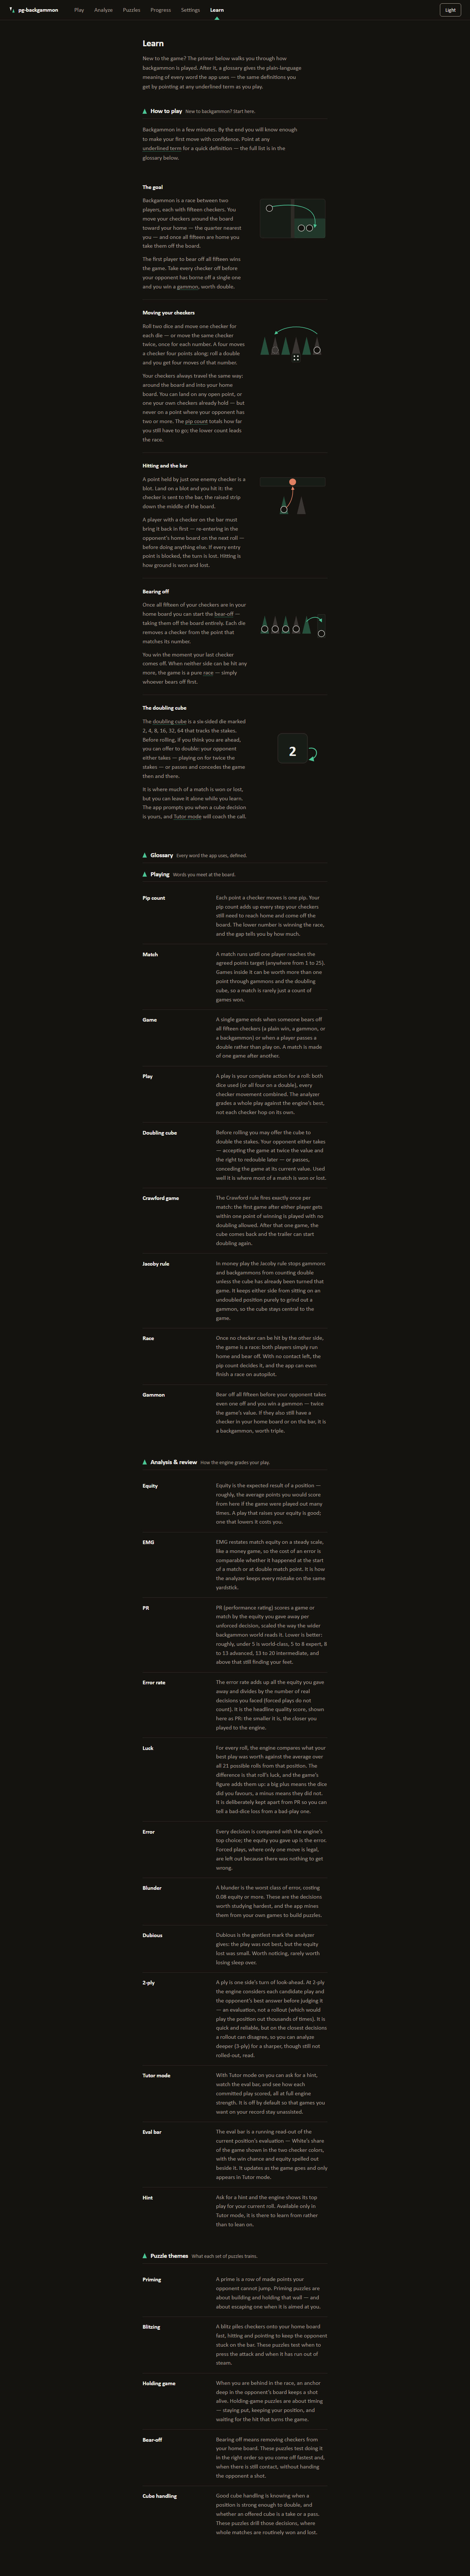 pg-backgammon
Play
Analyze
Puzzles
Progress
Settings
Learn
Light
Learn
New to the game? The primer below walks you through how
backgammon is played. After it, a glossary gives the plain-language
meaning of every word the app uses — the same definitions you
get by pointing at any underlined term as you play.
How to play New to backgammon? Start here.
Backgammon in a few minutes. By the end you will know enough
to make your first move with confidence. Point at any
underlined term for a quick definition — the full list is in the
glossary below.
The goal
Backgammon is a race between two
players, each with fifteen checkers. You
move your checkers around the board
toward your home — the quarter nearest
you — and once all fifteen are home you
take them off the board.
The first player to bear off all fifteen wins
the game. Take every checker off before
your opponent has borne off a single one
and you win a gammon, worth double.
Moving your checkers
Roll two dice and move one checker for
each die — or move the same checker
twice, once for each number. A four moves
a checker four points along; roll a double
and you get four moves of that number.
Your checkers always travel the same way:
around the board and into your home
board. You can land on any open point, or
one your own checkers already hold — but
never on a point where your opponent has
two or more. The pip count totals how far
you still have to go; the lower count leads
the race.
Hitting and the bar
A point held by just one enemy checker is a
blot. Land on a blot and you hit it: the
checker is sent to the bar, the raised strip
down the middle of the board.
A player with a checker on the bar must
bring it back in first — re-entering in the
opponent's home board on the next roll —
before doing anything else. If every entry
point is blocked, the turn is lost. Hitting is
how ground is won and lost.
Bearing off
Once all fifteen of your checkers are in your
home board you can start the bear-off —
taking them off the board entirely. Each die
removes a checker from the point that
matches its number.
You win the moment your last checker
comes off. When neither side can be hit any
more, the game is a pure race — simply
whoever bears off first.
The doubling cube
The doubling cube is a six-sided die marked
2, 4, 8, 16, 32, 64 that tracks the stakes.
Before rolling, if you think you are ahead,
you can offer to double: your opponent
either takes — playing on for twice the
stakes — or passes and concedes the game
then and there.
It is where much of a match is won or lost,
but you can leave it alone while you learn.
The app prompts you when a cube decision
is yours, and Tutor mode will coach the call.
2
Glossary Every word the app uses, defined.
Playing Words you meet at the board.
Pip count
Each point a checker moves is one pip. Your
pip count adds up every step your checkers
still need to reach home and come off the
board. The lower number is winning the race,
and the gap tells you by how much.
Match
A match runs until one player reaches the
agreed points target (anywhere from 1 to 25).
Games inside it can be worth more than one
point through gammons and the doubling
cube, so a match is rarely just a count of
games won.
Game
A single game ends when someone bears off
all fifteen checkers (a plain win, a gammon, or
a backgammon) or when a player passes a
double rather than play on. A match is made
of one game after another.
Play
A play is your complete action for a roll: both
dice used (or all four on a double), every
checker movement combined. The analyzer
grades a whole play against the engine's best,
not each checker hop on its own.
Doubling cube
Before rolling you may offer the cube to
double the stakes. Your opponent either takes
— accepting the game at twice the value and
the right to redouble later — or passes,
conceding the game at its current value. Used
well it is where most of a match is won or lost.
Crawford game
The Crawford rule fires exactly once per
match: the first game after either player gets
within one point of winning is played with no
doubling allowed. After that one game, the
cube comes back and the trailer can start
doubling again.
Jacoby rule
In money play the Jacoby rule stops gammons
and backgammons from counting double
unless the cube has already been turned that
game. It keeps either side from sitting on an
undoubled position purely to grind out a
gammon, so the cube stays central to the
game.
Race
Once no checker can be hit by the other side,
the game is a race: both players simply run
home and bear off. With no contact left, the
pip count decides it, and the app can even
finish a race on autopilot.
Gammon
Bear off all fifteen before your opponent takes
even one off and you win a gammon — twice
the game's value. If they also still have a
checker in your home board or on the bar, it is
a backgammon, worth triple.
Analysis & review How the engine grades your play.
Equity
Equity is the expected result of a position —
roughly, the average points you would score
from here if the game were played out many
times. A play that raises your equity is good;
one that lowers it costs you.
EMG
EMG restates match equity on a steady scale,
like a money game, so the cost of an error is
comparable whether it happened at the start
of a match or at double match point. It is how
the analyzer keeps every mistake on the same
yardstick.
PR
PR (performance rating) scores a game or
match by the equity you gave away per
unforced decision, scaled the way the wider
backgammon world reads it. Lower is better:
roughly, under 5 is world-class, 5 to 8 expert, 8
to 13 advanced, 13 to 20 intermediate, and
above that still finding your feet.
Error rate
The error rate adds up all the equity you gave
away and divides by the number of real
decisions you faced (forced plays do not
count). It is the headline quality score, shown
here as PR: the smaller it is, the closer you
played to the engine.
Luck
For every roll, the engine compares what your
best play was worth against the average over
all 21 possible rolls from that position. The
difference is that roll's luck, and the game's
figure adds them up: a big plus means the dice
did you favours, a minus means they did not.
It is deliberately kept apart from PR so you can
tell a bad-dice loss from a bad-play one.
Error
Every decision is compared with the engine's
top choice; the equity you gave up is the error.
Forced plays, where only one move is legal,
are left out because there was nothing to get
wrong.
Blunder
A blunder is the worst class of error, costing
0.08 equity or more. These are the decisions
worth studying hardest, and the app mines
them from your own games to build puzzles.
Dubious
Dubious is the gentlest mark the analyzer
gives: the play was not best, but the equity
lost was small. Worth noticing, rarely worth
losing sleep over.
2-ply
A ply is one side's turn of look-ahead. At 2-ply
the engine considers each candidate play and
the opponent's best answer before judging it
— an evaluation, not a rollout (which would
play the position out thousands of times). It is
quick and reliable, but on the closest decisions
a rollout can disagree, so you can analyze
deeper (3-ply) for a sharper, though still not
rolled-out, read.
Tutor mode
With Tutor mode on you can ask for a hint,
watch the eval bar, and see how each
committed play scored, all at full engine
strength. It is off by default so that games you
want on your record stay unassisted.
Eval bar
The eval bar is a running read-out of the
current position's evaluation — White's share
of the game shown in the two checker colors,
with the win chance and equity spelled out
beside it. It updates as the game goes and only
appears in Tutor mode.
Hint
Ask for a hint and the engine shows its top
play for your current roll. Available only in
Tutor mode, it is there to learn from rather
than to lean on.
Puzzle themes What each set of puzzles trains.
Priming
A prime is a row of made points your
opponent cannot jump. Priming puzzles are
about building and holding that wall — and
about escaping one when it is aimed at you.
Blitzing
A blitz piles checkers onto your home board
fast, hitting and pointing to keep the opponent
stuck on the bar. These puzzles test when to
press the attack and when it has run out of
steam.
Holding game
When you are behind in the race, an anchor
deep in the opponent's board keeps a shot
alive. Holding-game puzzles are about timing
— staying put, keeping your position, and
waiting for the hit that turns the game.
Bear-off
Bearing off means removing checkers from
your home board. These puzzles test doing it
in the right order so you come off fastest and,
when there is still contact, without handing
the opponent a shot.
Cube handling
Good cube handling is knowing when a
position is strong enough to double, and
whether an offered cube is a take or a pass.
These puzzles drill those decisions, where
whole matches are routinely won and lost.